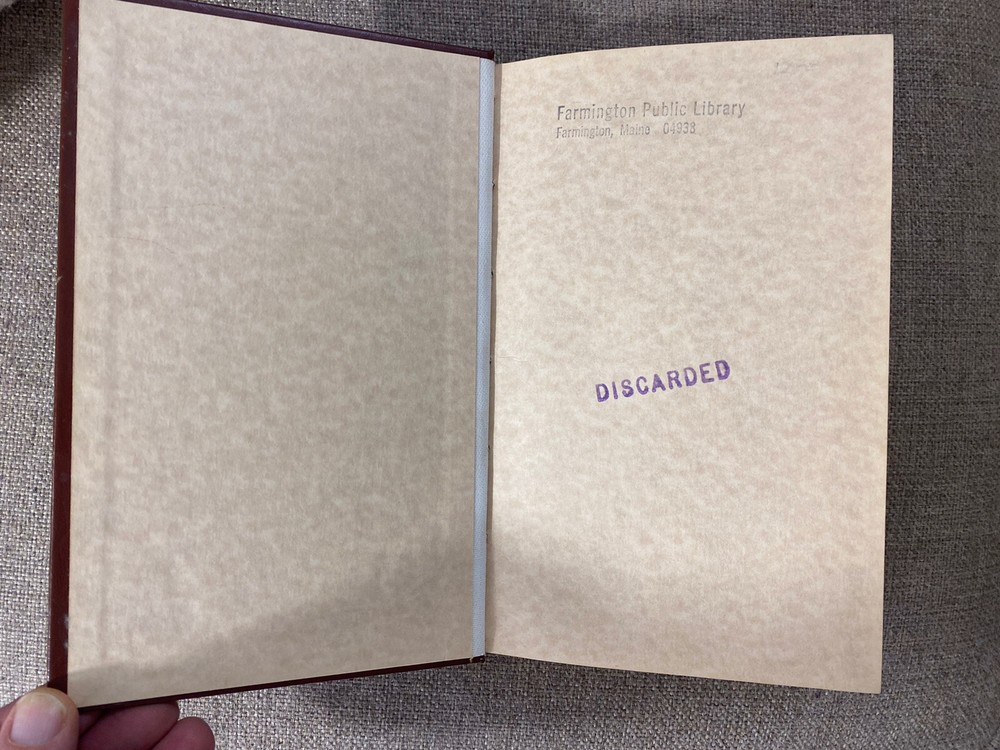 Farmington Public Library
Farmington, Maine 04938
DISCARDED